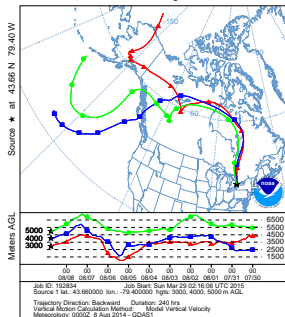 Source ★ at 43.66 N 79.40 W
150
60
noaa
Meters AGL
5000
4000
3000
6500
5500
4500
3500
2500
1500
00 00 00 00 00 00 00 00 00 00
08/08 08/07 08/06 08/05 08/04 08/03 08/02 08/01 07/31 07/30
Job ID: 192834 Job Start: Sun Mar 29 02:16:06 UTC 2015
Source 1 lat.: 43.660000 lon.: -79.400000 hgts: 3000, 4000, 5000 m AGL
Trajectory Direction: Backward Duration: 240 hrs
Vertical Motion Calculation Method: Model Vertical Velocity
Meteorology: 0000Z 8 Aug 2014 - GDAS1